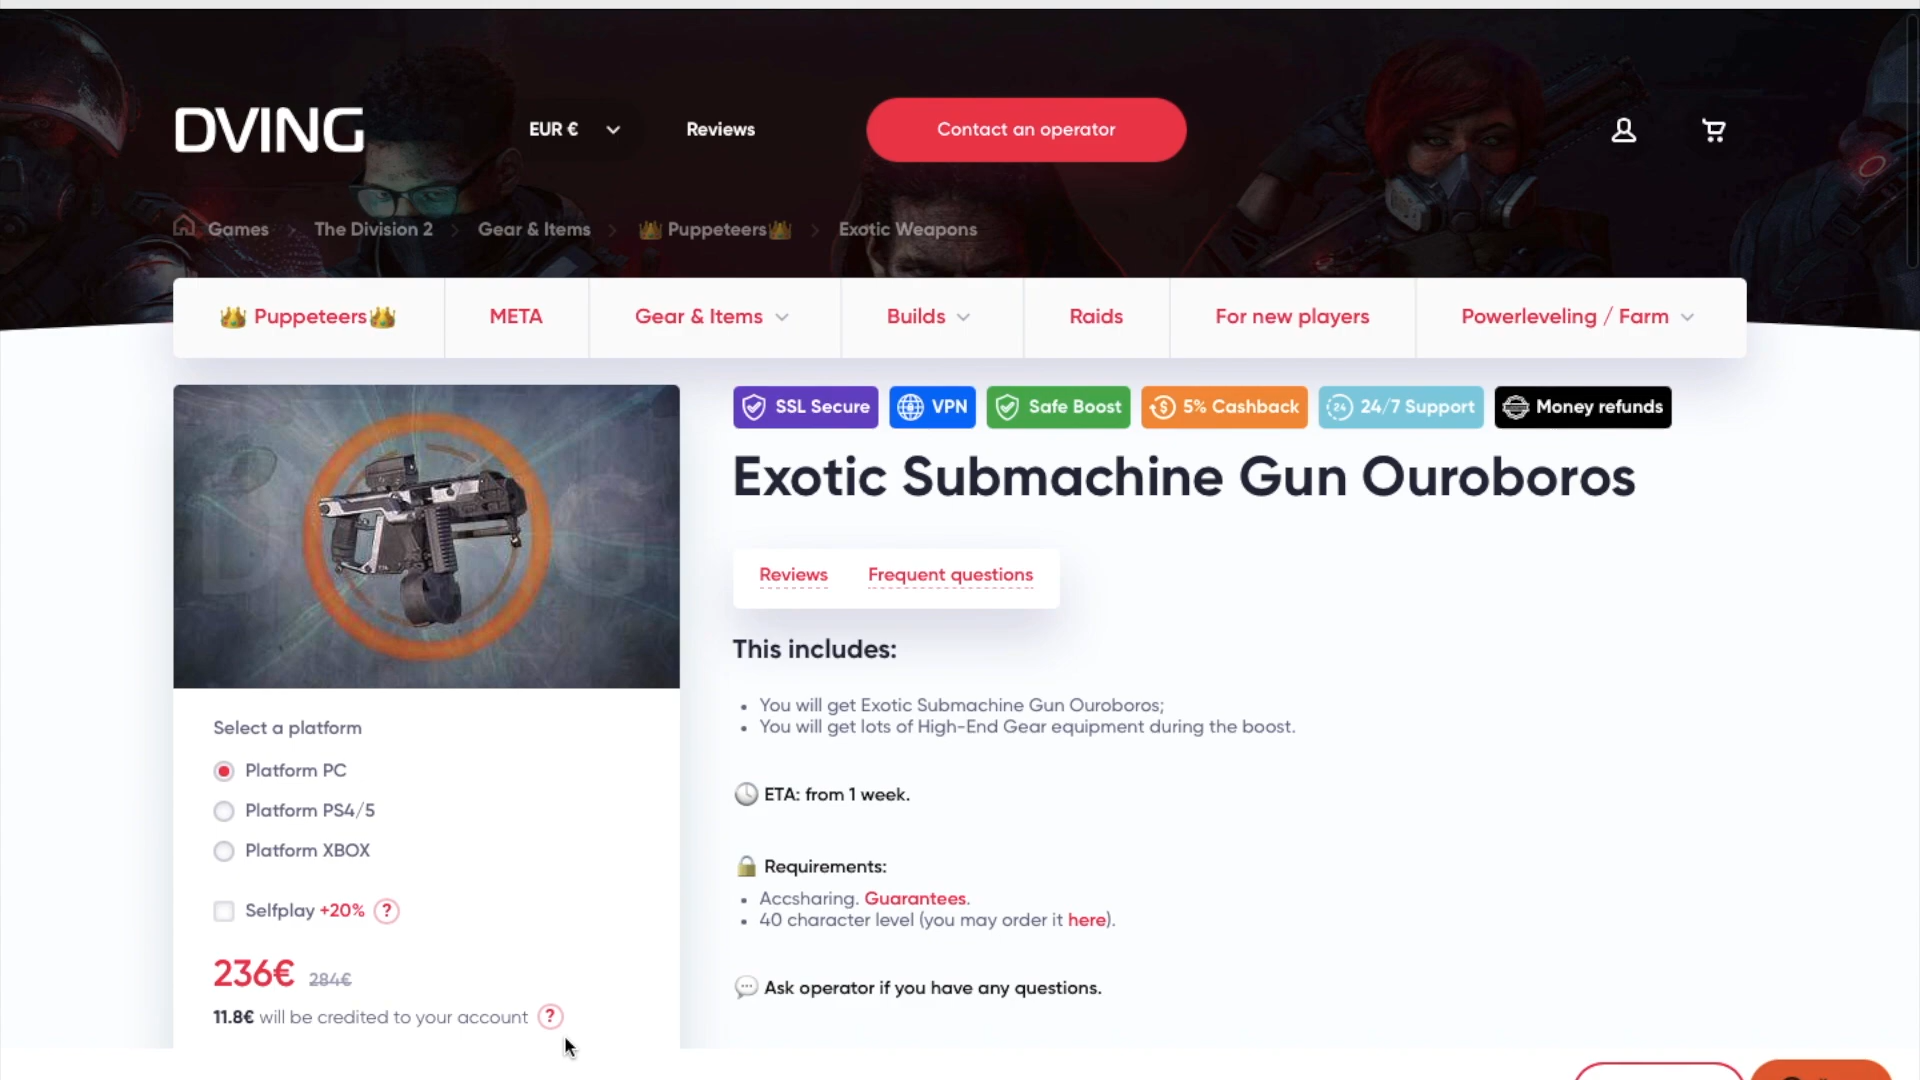 DVING
EUR €
Reviews
Contact an operator
Games
The Division 2
Gear & Items
Puppeteers
Exotic Weapons
Puppeteers
META
Gear & Items
Builds
Raids
For new players
Powerleveling / Farm
SSL Secure
VPN
Safe Boost
5% Cashback
24/7 Support
Money refunds
Exotic Submachine Gun Ouroboros
Reviews
Frequent questions
This includes:
• You will get Exotic Submachine Gun Ouroboros;
• You will get lots of High-End Gear equipment during the boost.
ETA: from 1 week.
Requirements:
• Accsharing. Guarantees.
• 40 character level (you may order it here).
Ask operator if you have any questions.
Select a platform
Platform PC
Platform PS4/5
Platform XBOX
Selfplay +20% ?
236€ 284€
11.8€ will be credited to your account ?